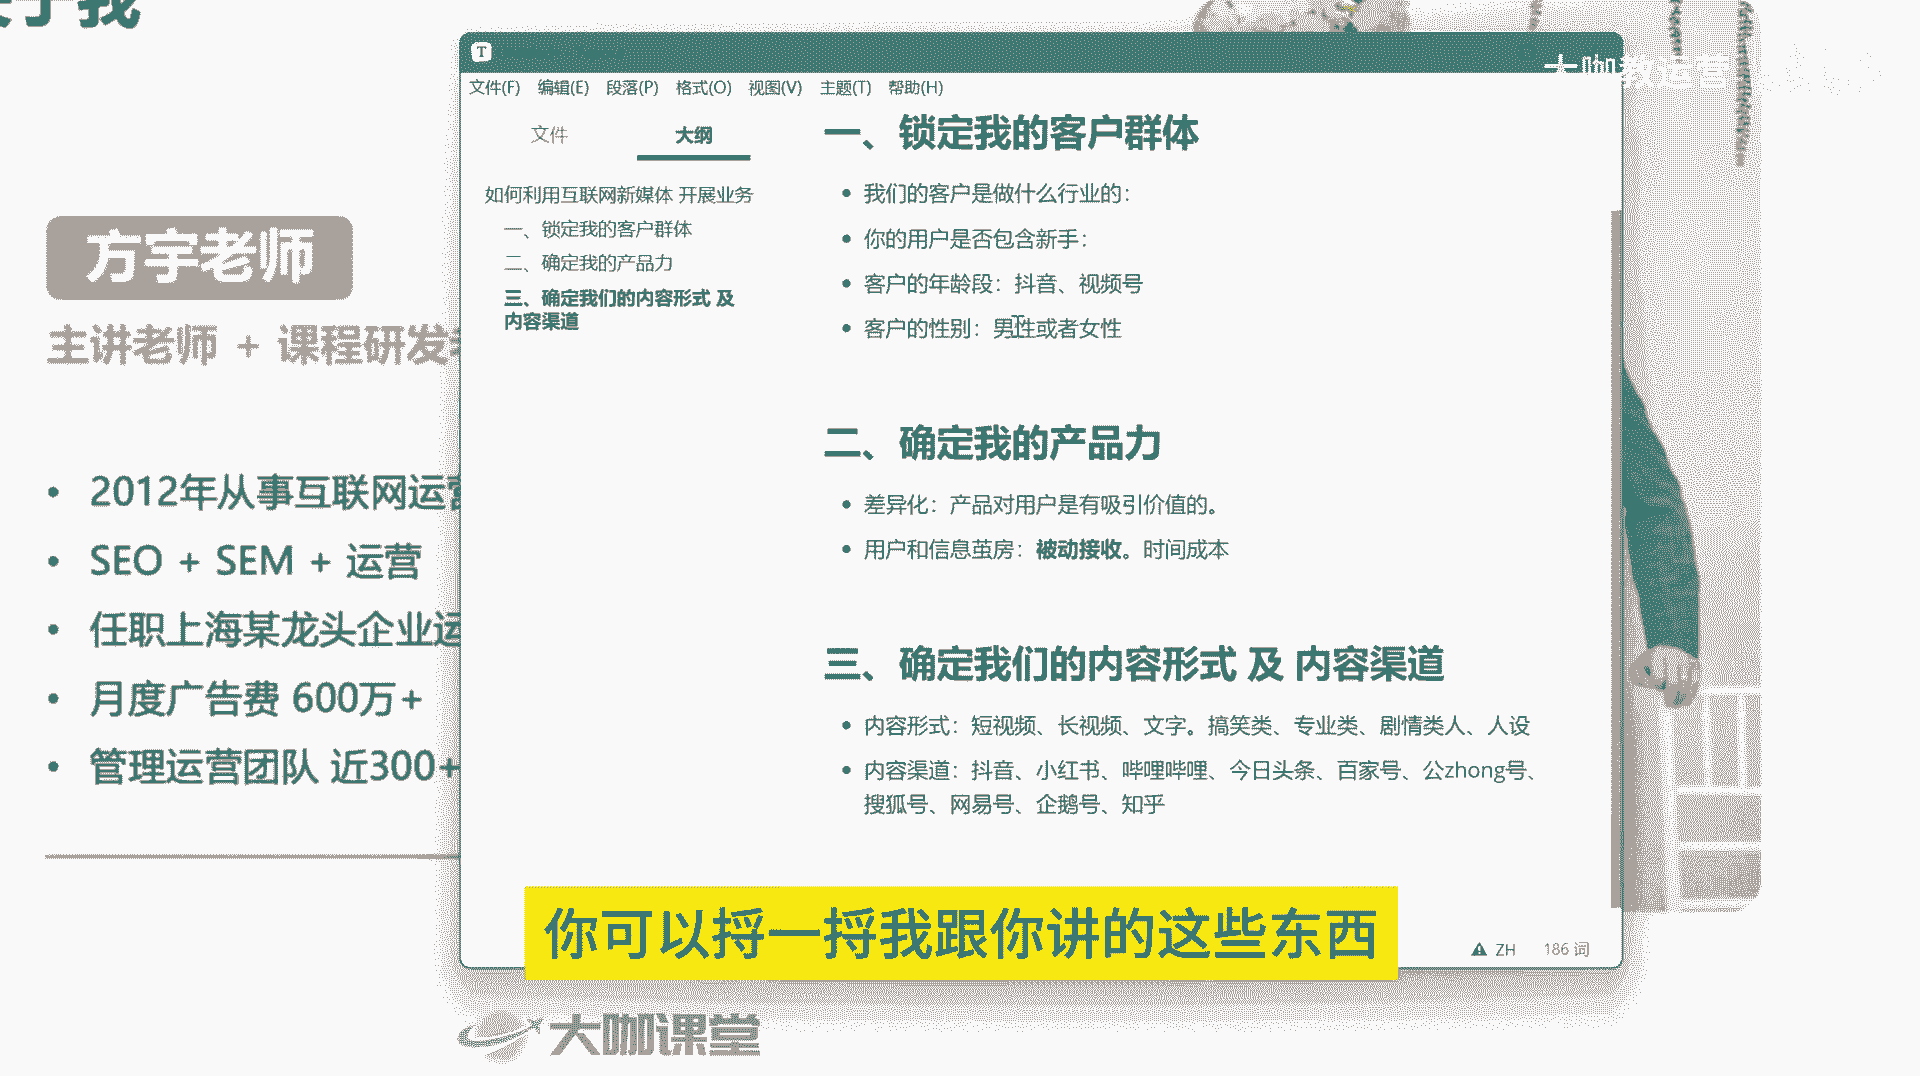 于我
方宇老师
主讲老师 + 课程研发
2012年从事互联网运营
SEO + SEM + 运营
任职上海某龙头企业运
月度广告费 600万+
管理运营团队 近300+
T
大咖教运营
文件(F) 编辑(E) 段落(P) 格式(O) 视图(V) 主题(T) 帮助(H)
文件 大纲
如何利用互联网新媒体 开展业务
一、锁定我的客户群体
二、确定我的产品力
三、确定我们的内容形式 及
内容渠道
一、锁定我的客户群体
我们的客户是做什么行业的：
你的用户是否包含新手：
客户的年龄段：抖音、视频号
客户的性别：男性或者女性
二、确定我的产品力
差异化：产品对用户是有吸引价值的。
用户和信息茧房：被动接收。时间成本
三、确定我们的内容形式 及 内容渠道
内容形式：短视频、长视频、文字。搞笑类、专业类、剧情类人、人设
内容渠道：抖音、小红书、哔哩哔哩、今日头条、百家号、公zhong号、
搜狐号、网易号、企鹅号、知乎
ZH 186 词
你可以捋一捋我跟你讲的这些东西
大咖课堂